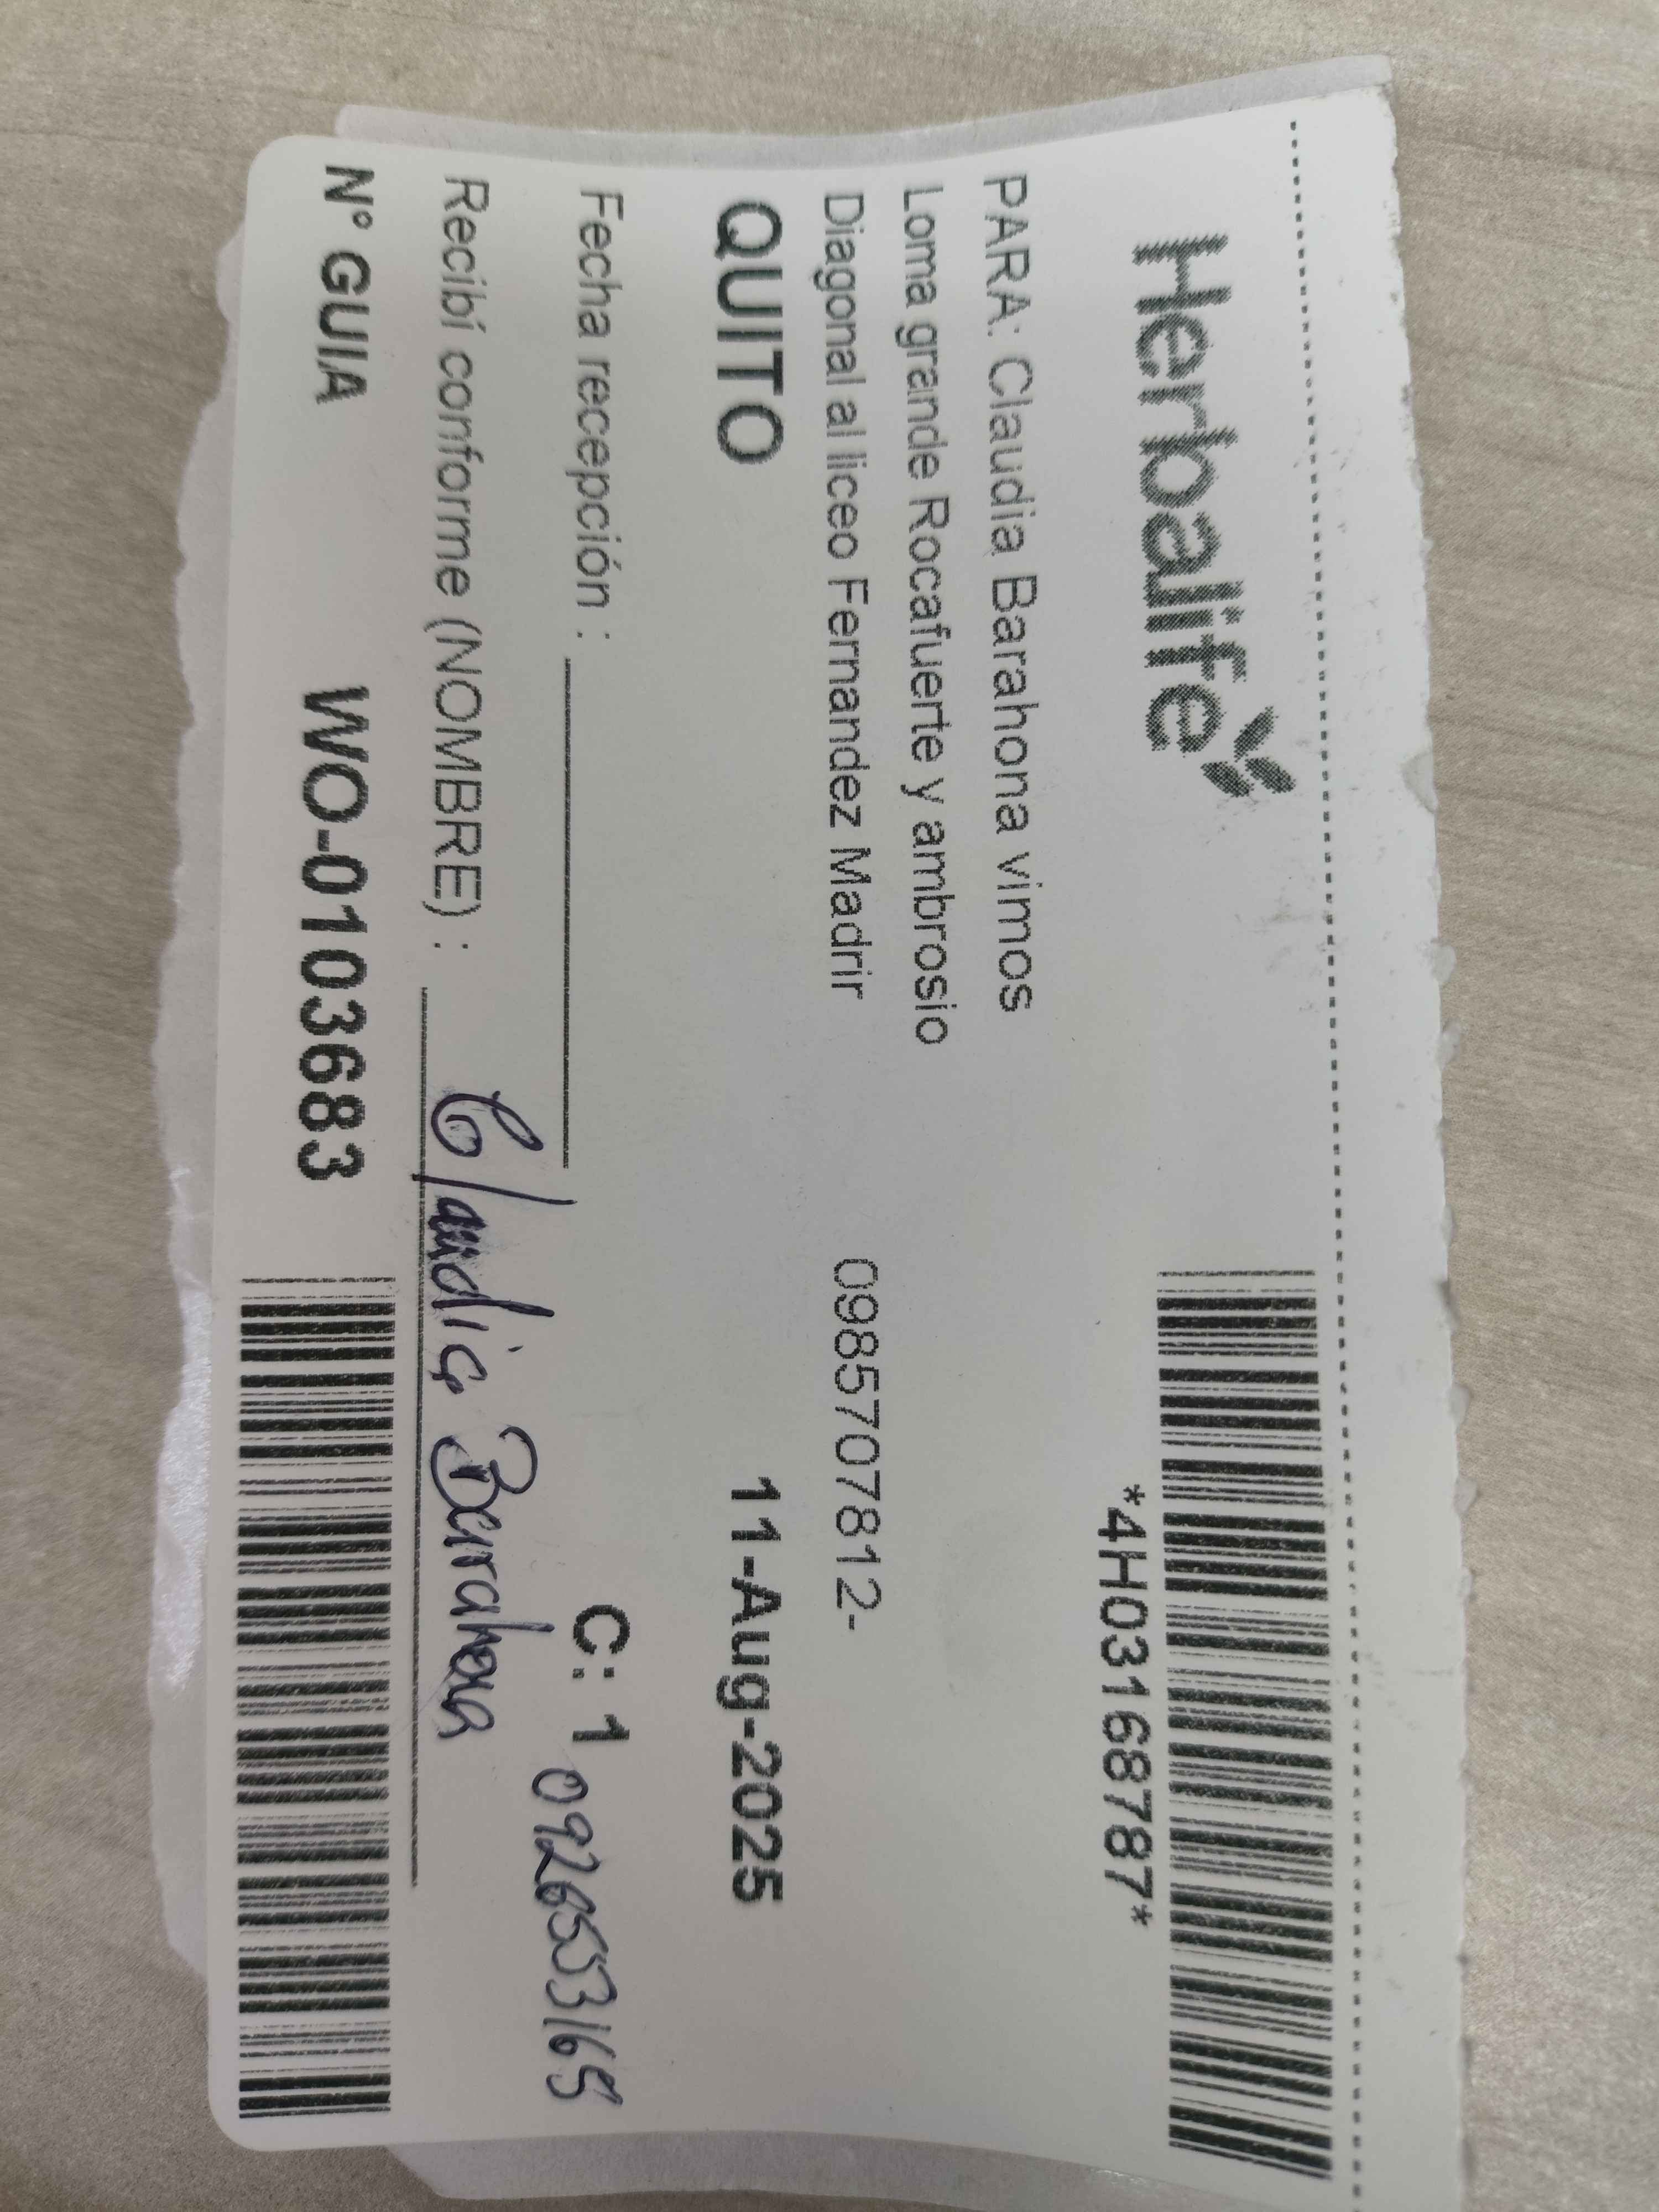 Herbalife
*4H03168787*
PARA: Claudia Barahona vimos
Loma grande Rocafuerte y ambrosio
Diagonal al liceo Fernandez Madrir 0985707812-
QUITO 11-Aug-2025
Fecha recepción : C: 1
0926553165
Recibí conforme (NOMBRE) : Claudia Barahona
N° GUIA WO-0103683